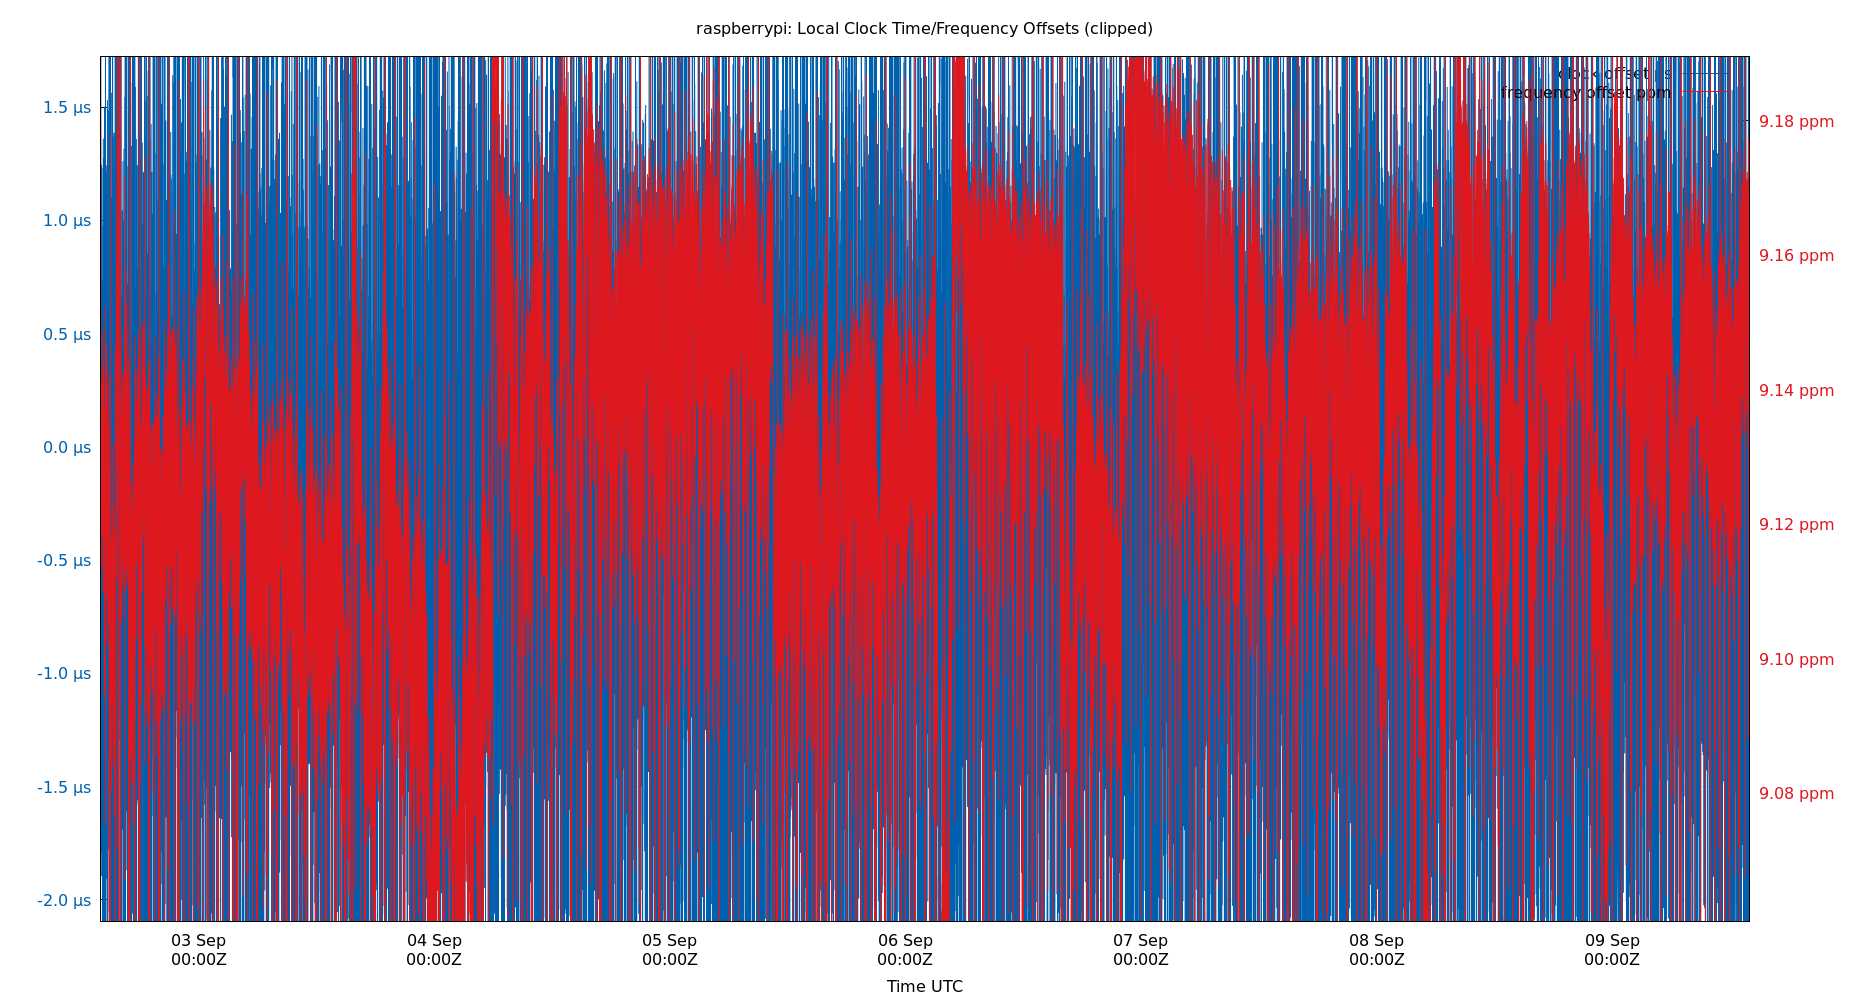 raspberrypi: Local Clock Time/Frequency Offsets (clipped)
clock offset µs
frequency offset ppm
1.5 µs
1.0 µs
0.5 µs
0.0 µs
-0.5 µs
-1.0 µs
-1.5 µs
-2.0 µs
9.18 ppm
9.16 ppm
9.14 ppm
9.12 ppm
9.10 ppm
9.08 ppm
03 Sep
00:00Z
04 Sep
00:00Z
05 Sep
00:00Z
06 Sep
00:00Z
07 Sep
00:00Z
08 Sep
00:00Z
09 Sep
00:00Z
Time UTC